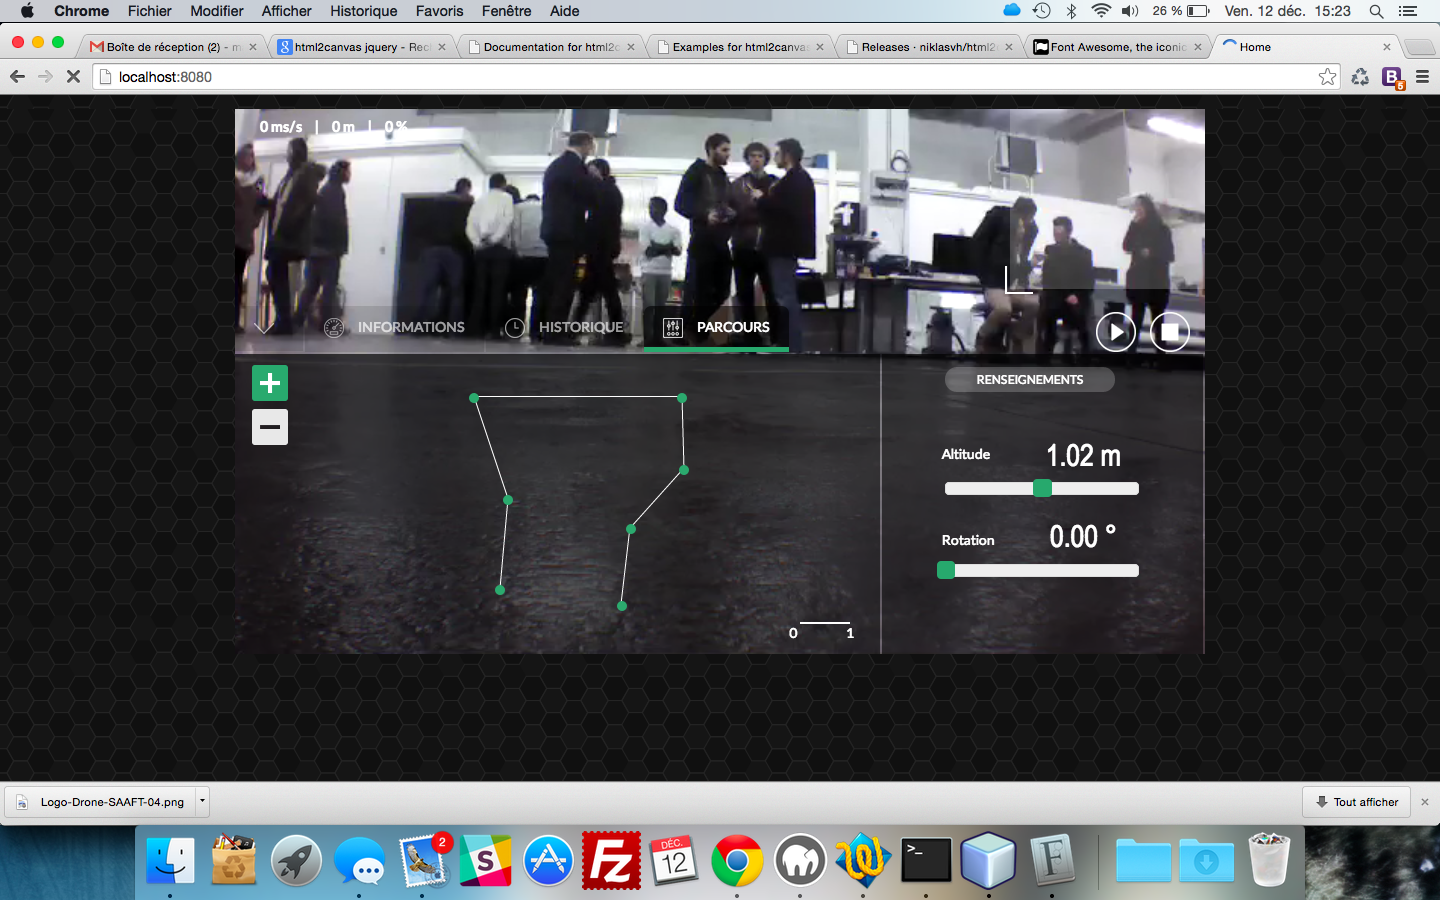 Chrome Fichier Modifier Afficher Historique Favoris Fenêtre Aide 26 % Ven. 12 déc. 15:23
Boîte de réception (2) - m
html2canvas jquery - Rec
Documentation for html2c
Examples for html2canva
Releases · niklasvh/html2
Font Awesome, the iconic
Home
localhost:8080
B
6
0 ms/s | 0 m | 0 %
INFORMATIONS
HISTORIQUE
PARCOURS
RENSEIGNEMENTS
Altitude 1.02 m
Rotation 0.00 °
0 1
Logo-Drone-SAAFT-04.png
Tout afficher
2
S
Fz
DÉC.
12
>_
F